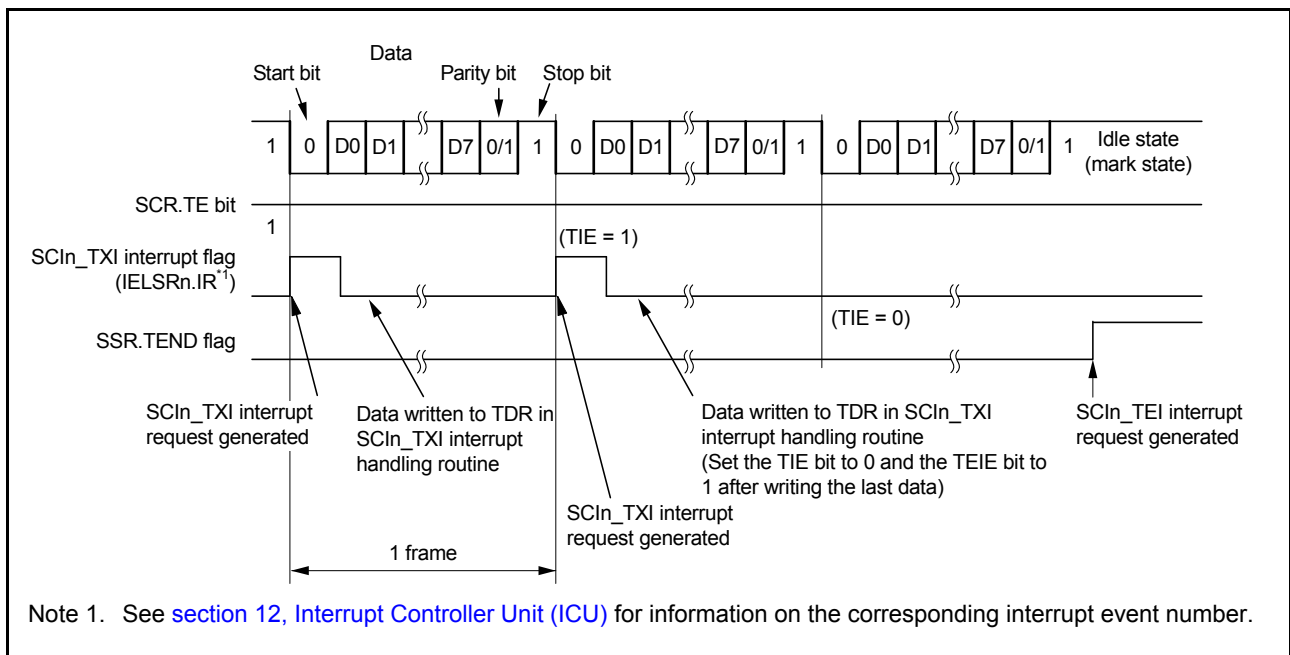 Data
Start bit
Parity bit
Stop bit
1 0 D0 D1 D7 0/1 1 0 D0 D1 D7 0/1 1 0 D0 D1 D7 0/1 1
Idle state
(mark state)
SCR.TE bit
1
(TIE = 1)
SCIn_TXI interrupt flag
(IELSRn.IR*1)
(TIE = 0)
SSR.TEND flag
SCIn_TXI interrupt
request generated
Data written to TDR in
SCIn_TXI interrupt
handling routine
Data written to TDR in SCIn_TXI
interrupt handling routine
(Set the TIE bit to 0 and the TEIE bit to
1 after writing the last data)
SCIn_TEI interrupt
request generated
SCIn_TXI interrupt
request generated
1 frame
Note 1. See section 12, Interrupt Controller Unit (ICU) for information on the corresponding interrupt event number.